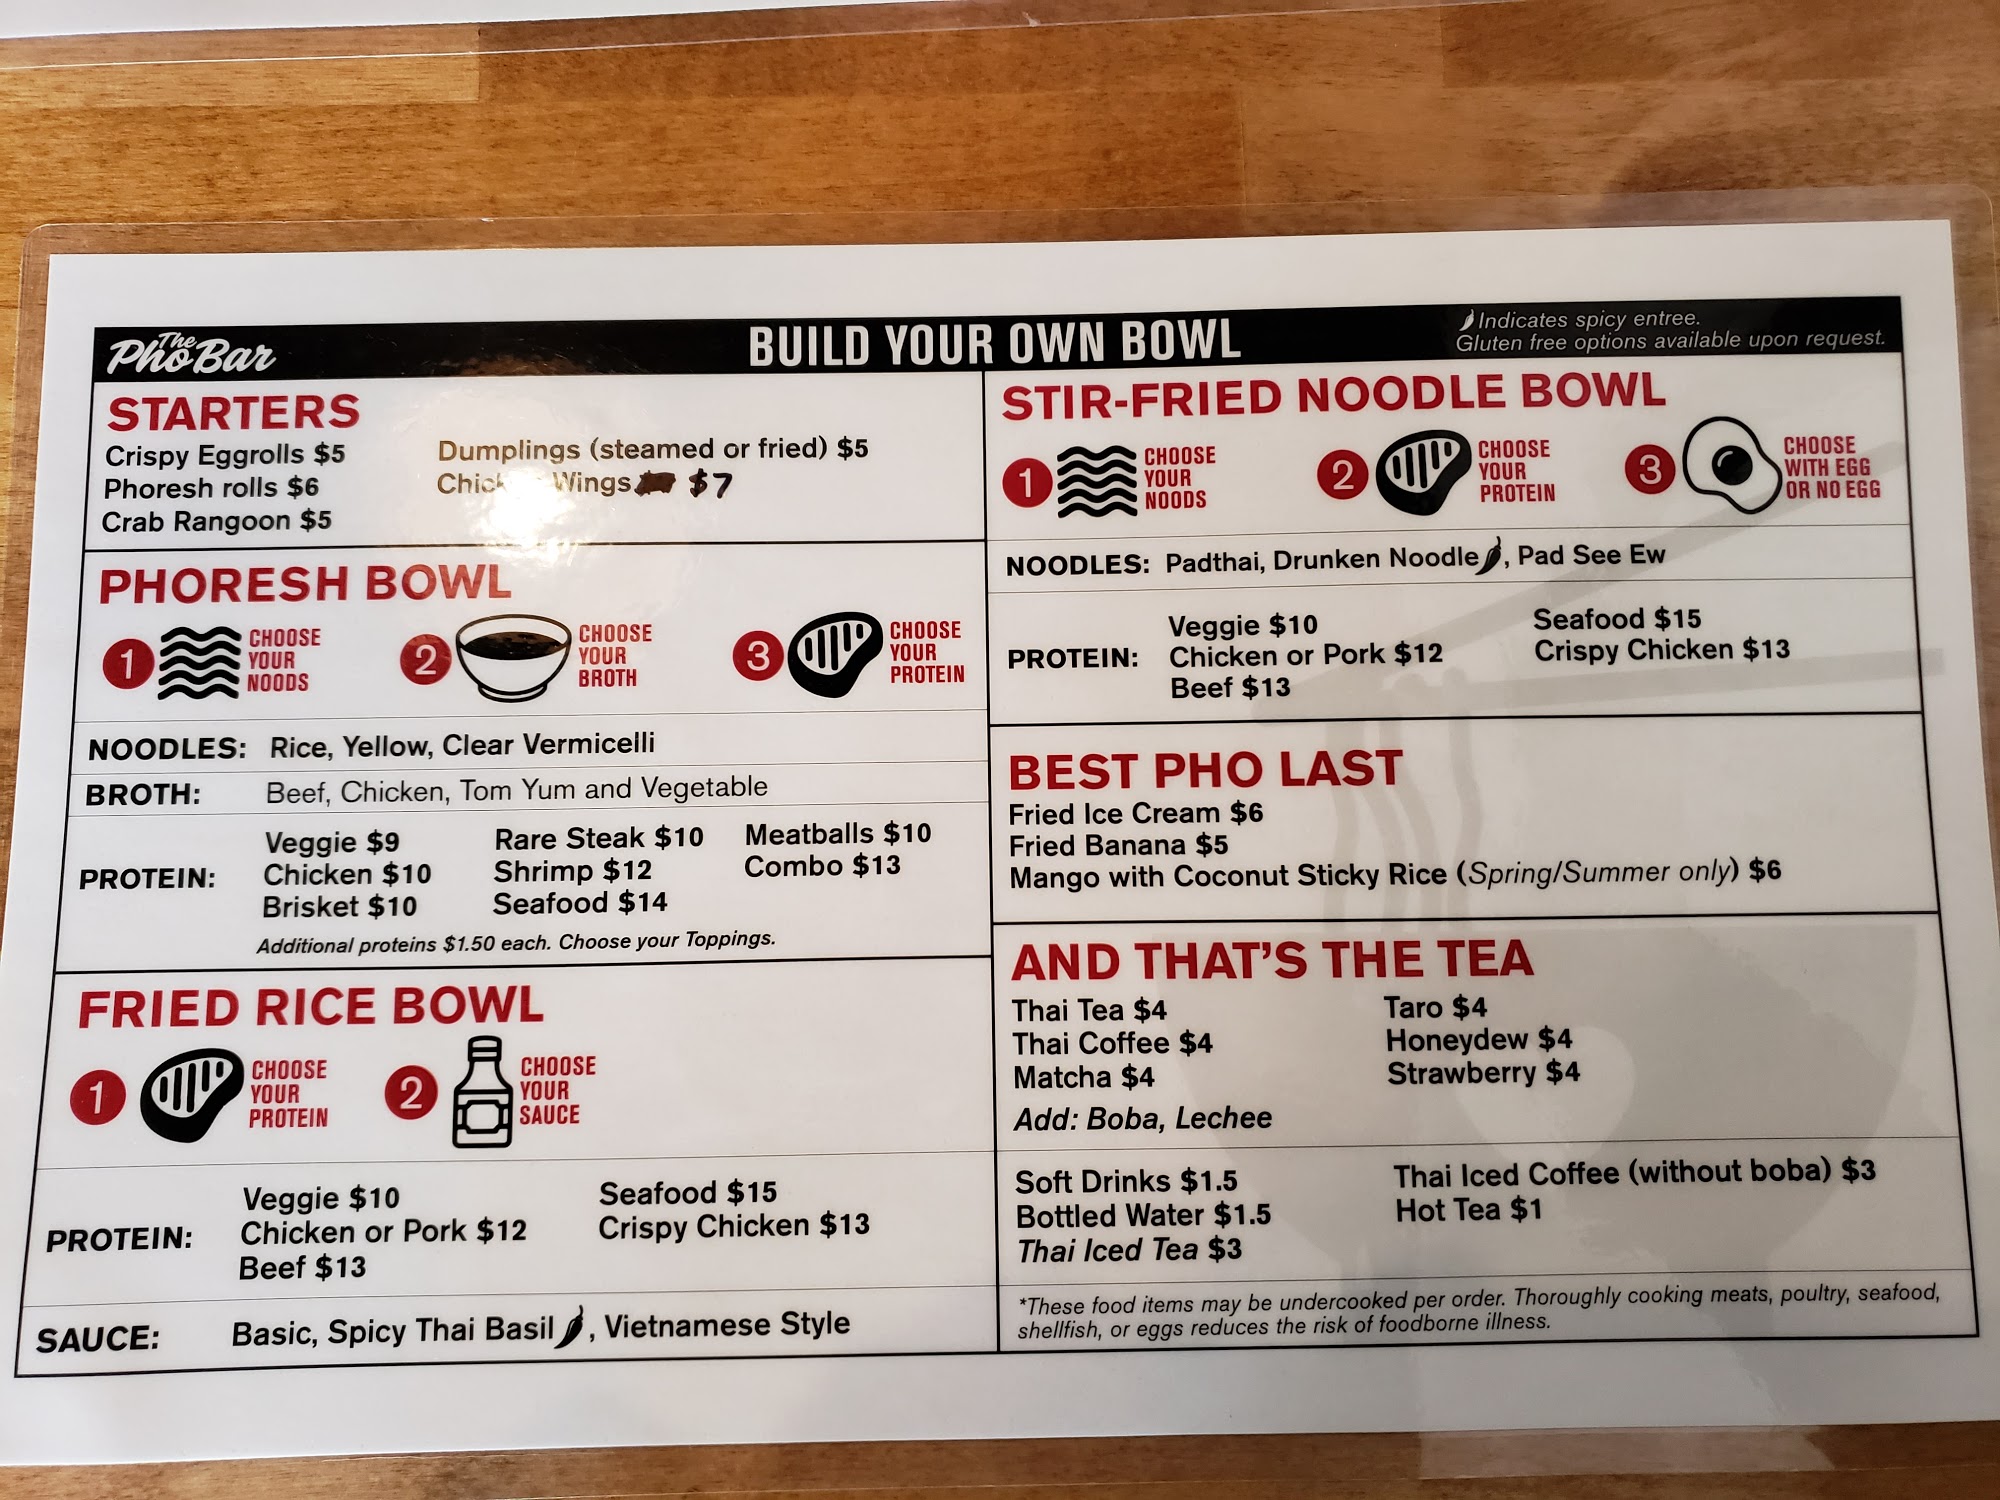 The
PhoBar
BUILD YOUR OWN BOWL
Indicates spicy entree.
Gluten free options available upon request.
STARTERS
Crispy Eggrolls $5
Phoresh rolls $6
Crab Rangoon $5
Dumplings (steamed or fried) $5
Wings $7
PHORESH BOWL
1 CHOOSE
YOUR
NOODS
2 CHOOSE
YOUR
BROTH
3 CHOOSE
YOUR
PROTEIN
NOODLES: Rice, Yellow, Clear Vermicelli
BROTH: Beef, Chicken, Tom Yum and Vegetable
PROTEIN:
Veggie $9
Chicken $10
Brisket $10
Rare Steak $10
Shrimp $12
Seafood $14
Meatballs $10
Combo $13
Additional proteins $1.50 each. Choose your Toppings.
FRIED RICE BOWL
1 CHOOSE
YOUR
PROTEIN
2 CHOOSE
YOUR
SAUCE
PROTEIN:
Veggie $10
Chicken or Pork $12
Beef $13
Seafood $15
Crispy Chicken $13
SAUCE: Basic, Spicy Thai Basil, Vietnamese Style
STIR-FRIED NOODLE BOWL
1 CHOOSE
YOUR
NOODS
2 CHOOSE
YOUR
PROTEIN
3 CHOOSE
WITH EGG
OR NO EGG
NOODLES: Padthai, Drunken Noodle, Pad See Ew
PROTEIN:
Veggie $10
Chicken or Pork $12
Beef $13
Seafood $15
Crispy Chicken $13
BEST PHO LAST
Fried Ice Cream $6
Fried Banana $5
Mango with Coconut Sticky Rice (Spring/Summer only) $6
AND THAT'S THE TEA
Thai Tea $4
Thai Coffee $4
Matcha $4
Taro $4
Honeydew $4
Strawberry $4
Add: Boba, Lechee
Soft Drinks $1.5
Bottled Water $1.5
Thai Iced Tea $3
Thai Iced Coffee (without boba) $3
Hot Tea $1
*These food items may be undercooked per order. Thoroughly cooking meats, poultry, seafood,
shellfish, or eggs reduces the risk of foodborne illness.